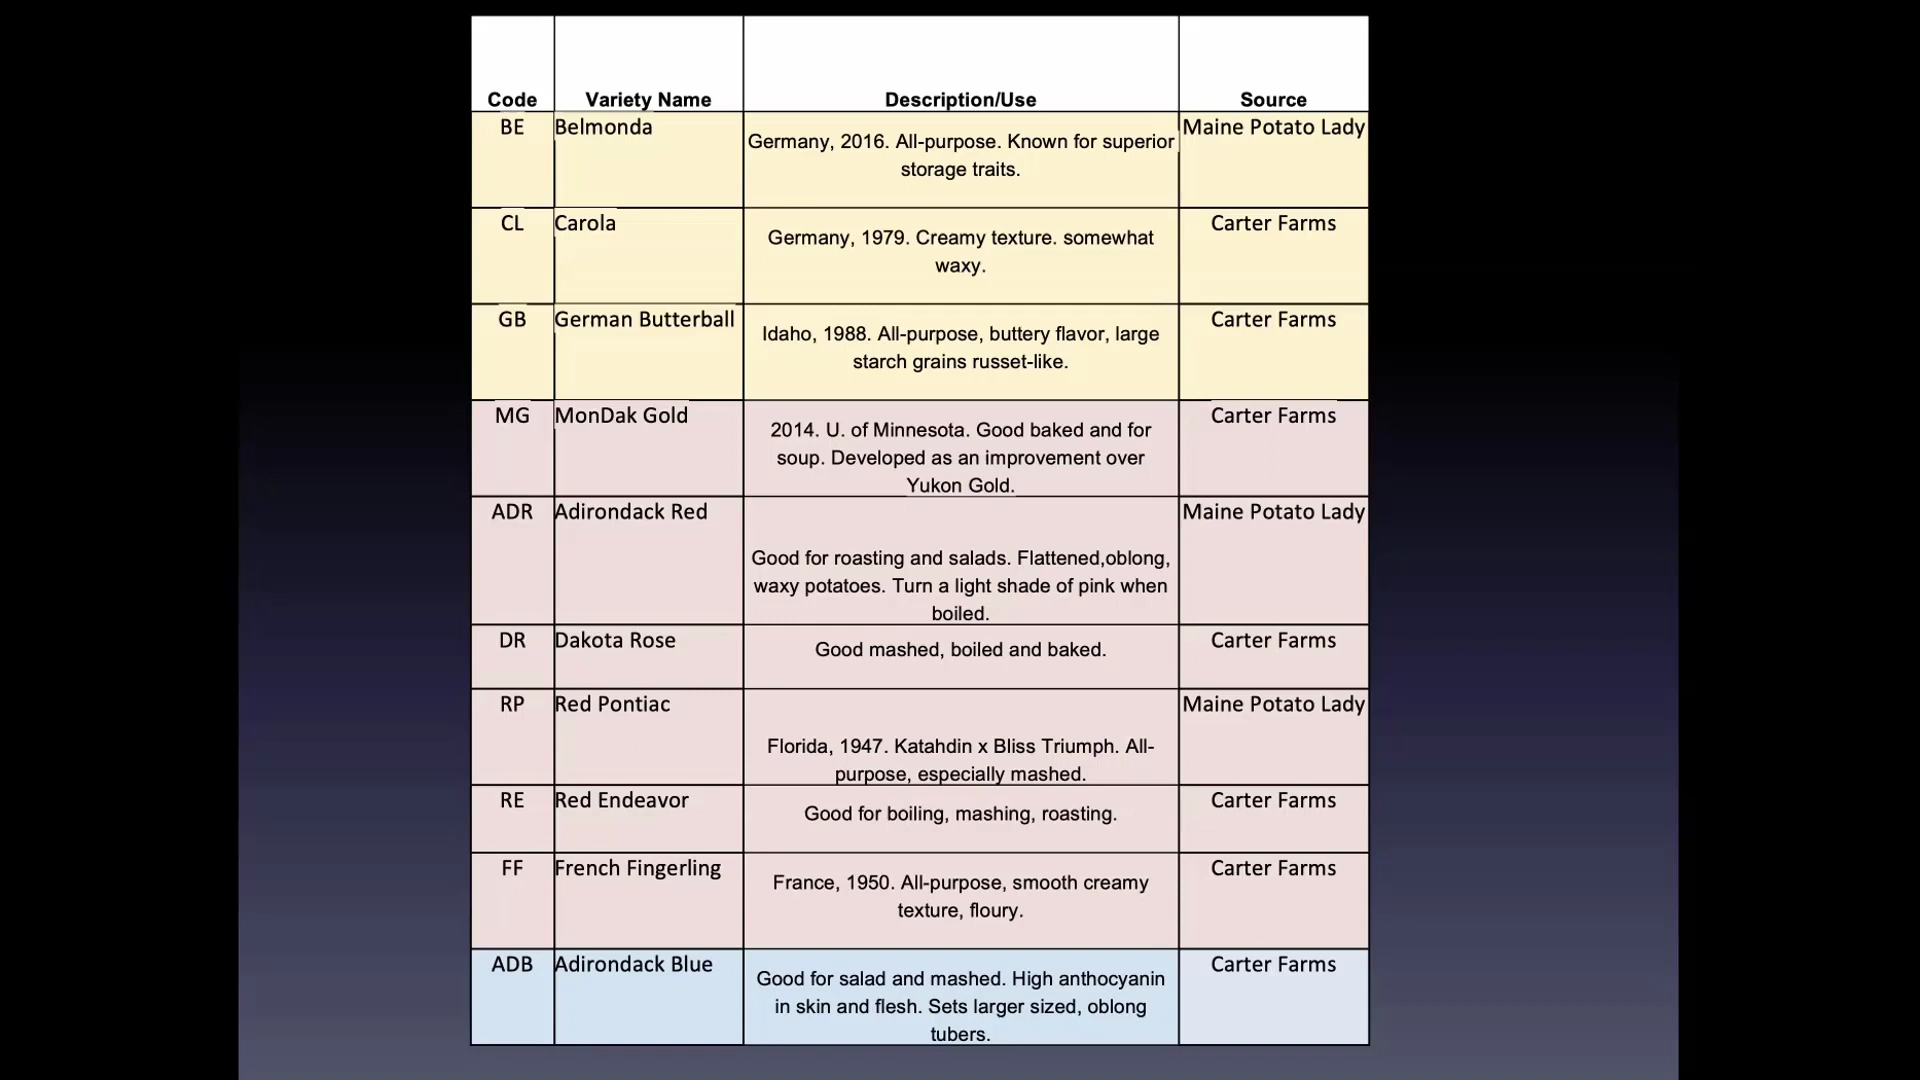 Code Variety Name Description/Use Source
BE Belmonda Germany, 2016. All-purpose. Known for superior Maine Potato Lady
storage traits.
CL Carola Germany, 1979. Creamy texture. somewhat Carter Farms
waxy.
GB German Butterball Idaho, 1988. All-purpose, buttery flavor, large Carter Farms
starch grains russet-like.
MG MonDak Gold 2014. U. of Minnesota. Good baked and for Carter Farms
soup. Developed as an improvement over
Yukon Gold.
ADR Adirondack Red Maine Potato Lady
Good for roasting and salads. Flattened,oblong,
waxy potatoes. Turn a light shade of pink when
boiled.
DR Dakota Rose Good mashed, boiled and baked. Carter Farms
RP Red Pontiac Maine Potato Lady
Florida, 1947. Katahdin x Bliss Triumph. All-
purpose, especially mashed.
RE Red Endeavor Good for boiling, mashing, roasting. Carter Farms
FF French Fingerling France, 1950. All-purpose, smooth creamy Carter Farms
texture, floury.
ADB Adirondack Blue Good for salad and mashed. High anthocyanin Carter Farms
in skin and flesh. Sets larger sized, oblong
tubers.